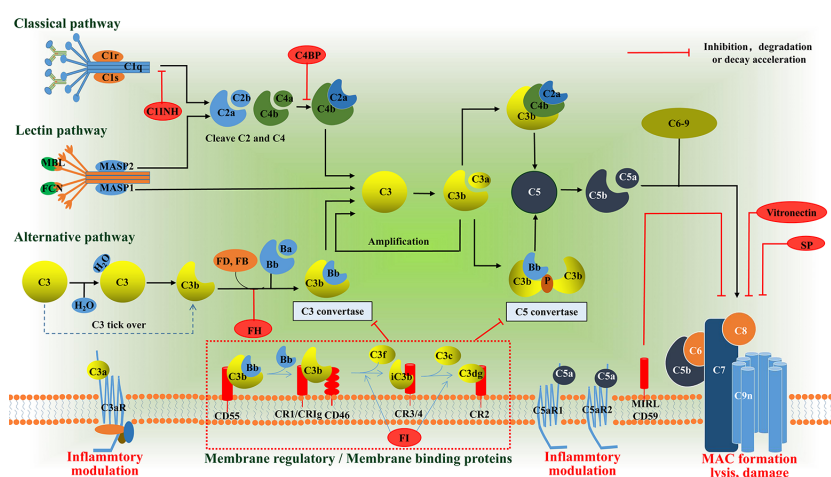 Classical pathway
C1r
C1q
C1s
C1INH
C4BP
C2b
C2a
C4a
C4b
C2a
C4b
Cleave C2 and C4
Inhibition, degradation
or decay acceleration
C2a
C4b
C3b
C6-9
Lectin pathway
MBL
MASP2
FCN
MASP1
C3
C3a
C3b
C5
C5a
C5b
Vitronectin
SP
Alternative pathway
Amplification
C3
H₂O
H₂O
C3
C3b
C3 tick over
FD, FB
Ba
Bb
Bb
C3b
FH
C3 convertase
Bb
C3b
P
C3b
C5 convertase
C3a
C3aR
Inflammtory
modulation
Bb
C3b
CD55
Bb
C3b
CR1/CRIg
CD46
C3f
iC3b
CR3/4
C3c
C3dg
CR2
FI
Membrane regulatory / Membrane binding proteins
C5a
C5aR1
C5a
C5aR2
Inflammtory
modulation
MIRL
CD59
C5b
C6
C7
C8
C9n
MAC formation
lysis, damage